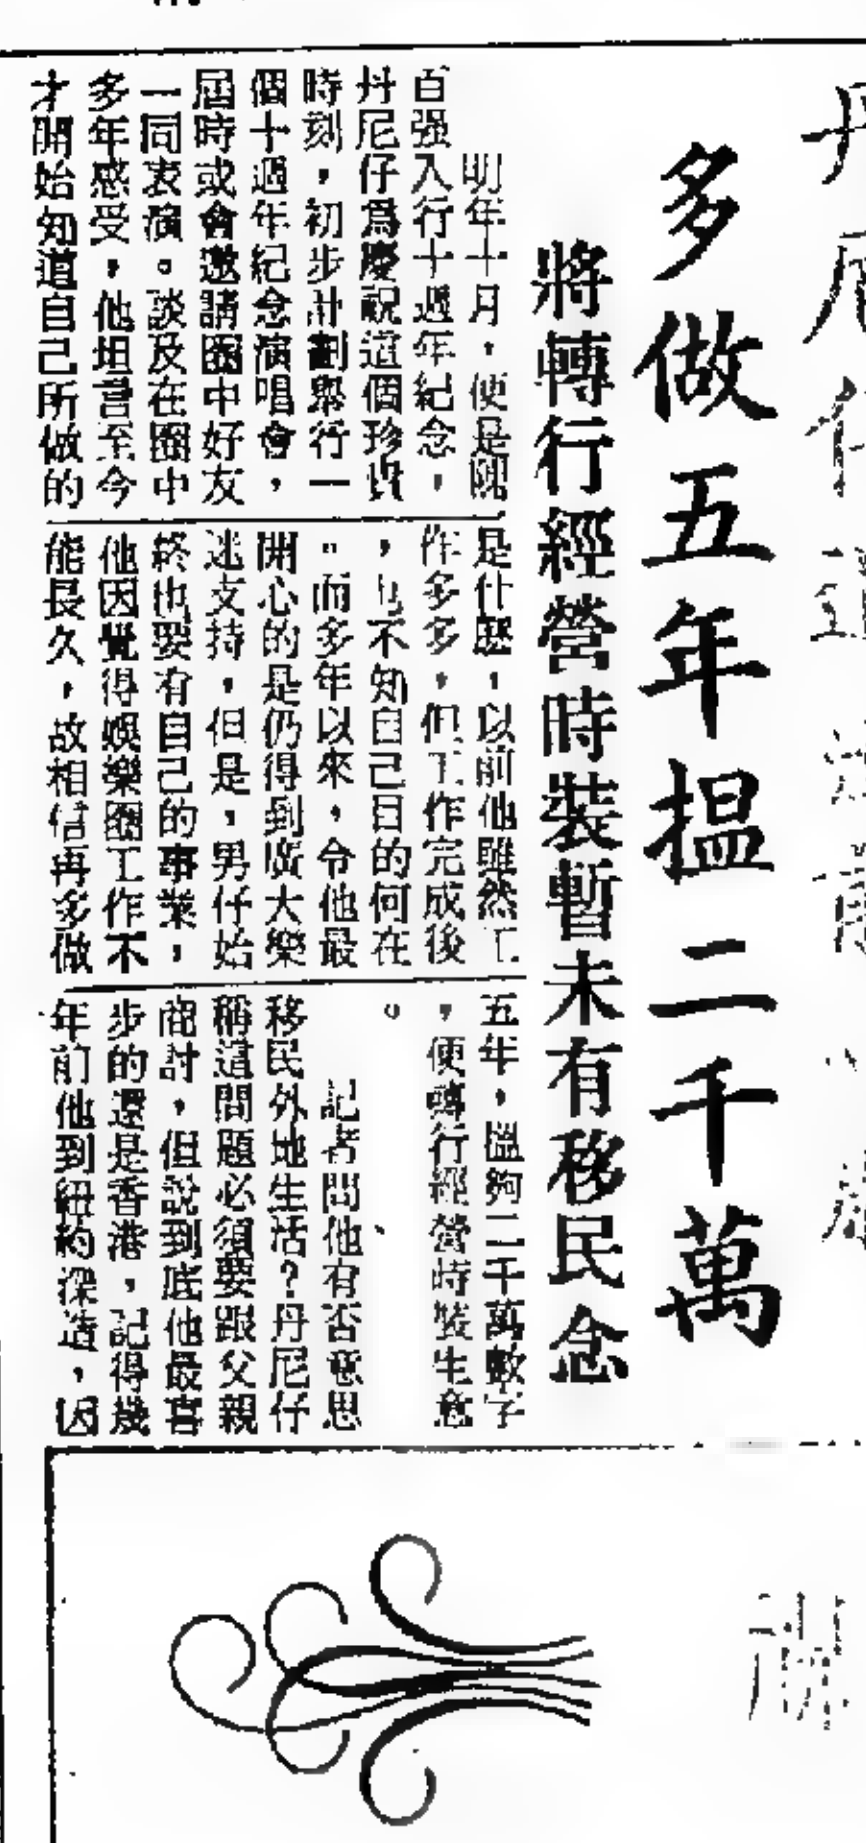 多做五年揾二千萬
將轉行經營時裝暫未有移民念
明年十月，便是關
百强入行十週年紀念，
丹尼仔爲慶祝這個珍貴
時刻，初步計劃舉行一
個十週年紀念演唱會，
屆時或會邀請圈中好友
一同表演。談及在圈中
多年感受，他坦言至今
才開始知道自己所做的
是什麽，以前他雖然工
作多多，但工作完成後
，也不知自己目的何在
。而多年以來，令他最
開心的是仍得到廣大樂
迷支持，但是，男仔始
終也要有自己的事業，
他因覺得娛樂圈工作不
能長久，故相信再多做
五年，搵夠二千萬數字
，便轉行經營時裝生意
。
記者問他有否意思
移民外地生活？丹尼仔
稱這問題必須要跟父親
商討，但說到底他最喜
步的還是香港，記得幾
年前他到紐約深造，因